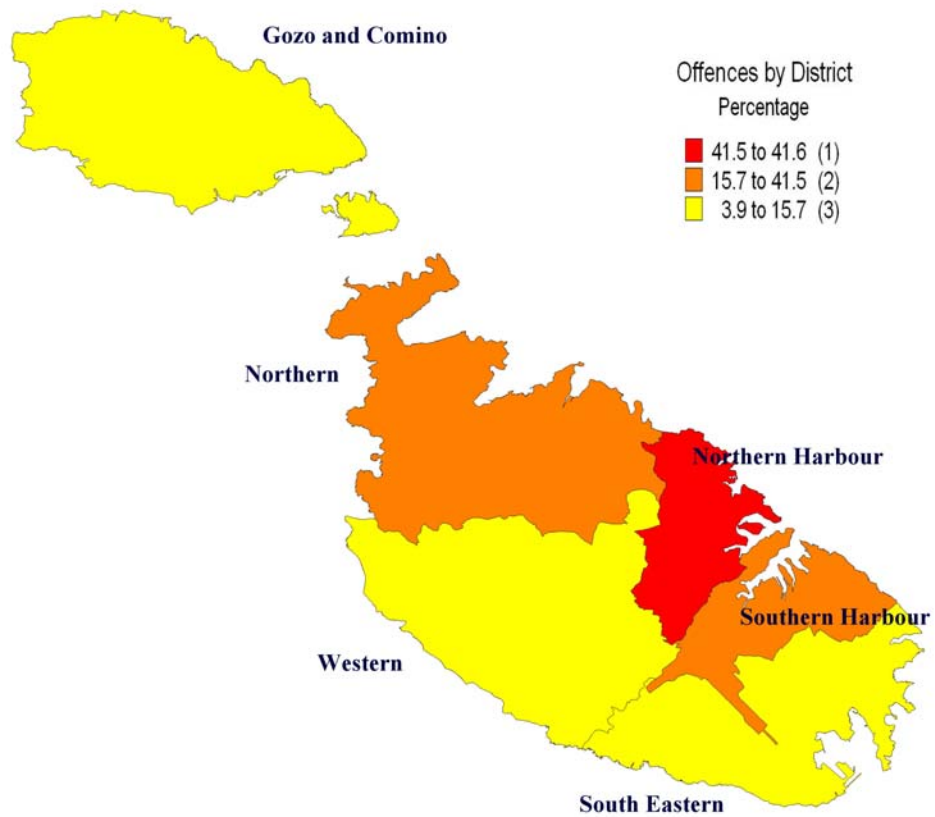 Gozo and Comino
Offences by District
Percentage
41.5 to 41.6 (1)
15.7 to 41.5 (2)
3.9 to 15.7 (3)
Northern
Northern Harbour
Southern Harbour
Western
South Eastern